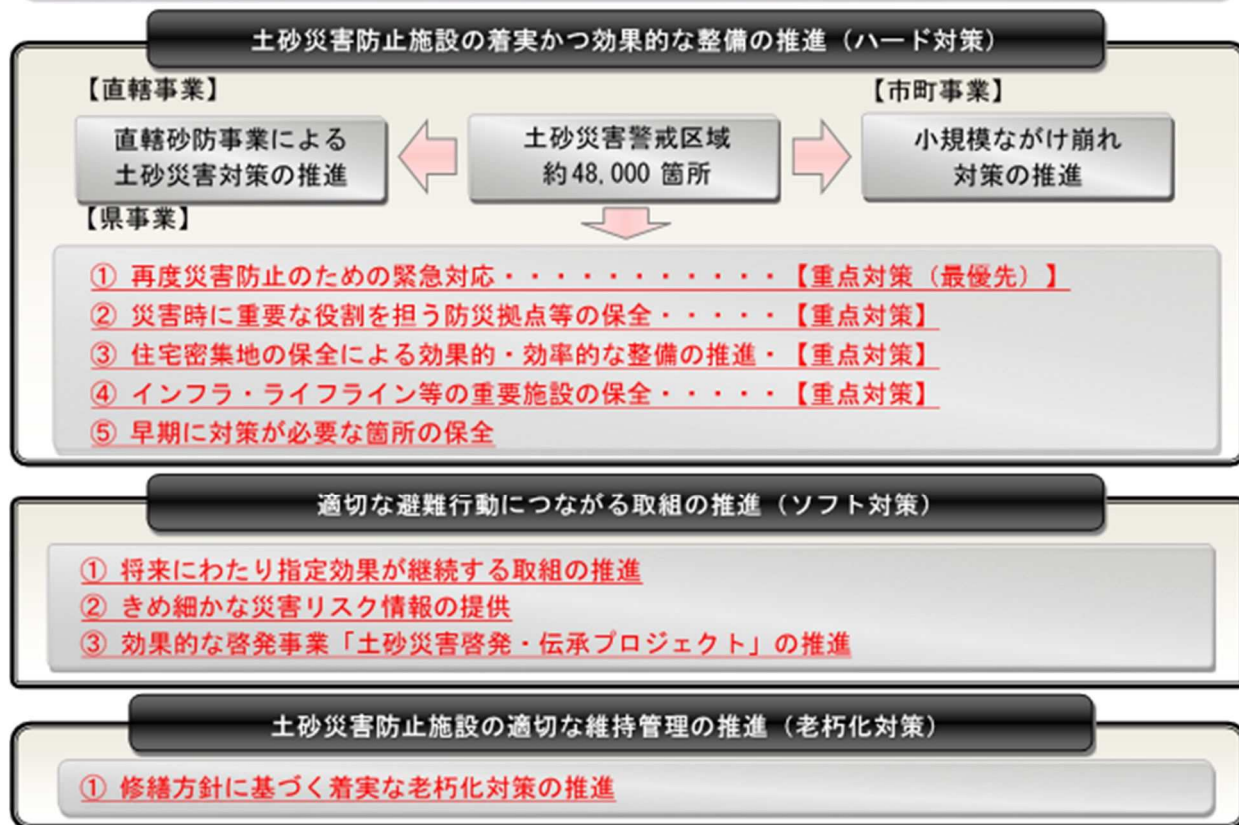 土砂災害防止施設の着実かつ効果的な整備の推進（ハード対策）
【直轄事業】
直轄砂防事業による
土砂災害対策の推進
土砂災害警戒区域
約48,000 箇所
【市町事業】
小規模ながけ崩れ
対策の推進
【県事業】
① 再度災害防止のための緊急対応・・・・・・・・・・・【重点対策（最優先）】
② 災害時に重要な役割を担う防災拠点等の保全・・・・・【重点対策】
③ 住宅密集地の保全による効果的・効率的な整備の推進・【重点対策】
④ インフラ・ライフライン等の重要施設の保全・・・・・【重点対策】
⑤ 早期に対策が必要な箇所の保全
適切な避難行動につながる取組の推進（ソフト対策）
① 将来にわたり指定効果が継続する取組の推進
② きめ細かな災害リスク情報の提供
③ 効果的な啓発事業「土砂災害啓発・伝承プロジェクト」の推進
土砂災害防止施設の適切な維持管理の推進（老朽化対策）
① 修繕方針に基づく着実な老朽化対策の推進